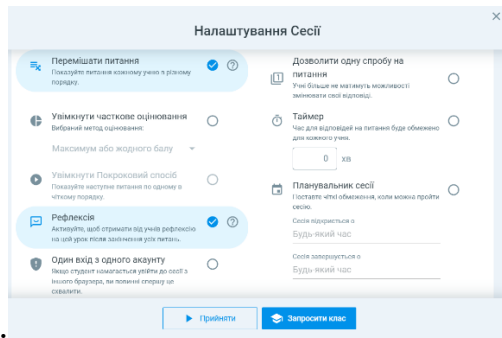 Налаштування Сесії
Перемішати питання
Показуйте питання кожному учню в різному
порядку.
Увімкнути часткове оцінювання
Вибраний метод оцінювання:
Максимум або жодного балу
Увімкнути Покроковий спосіб
Показуйте наступне питання по одному в
чіткому порядку.
Рефлексія
Активуйте, щоб отримати від учнів рефлексію
на цей урок після закінчення усіх питань.
Один вхід з одного акаунту
Якщо студент намагається увійти до сесії з
іншого браузера, ви повинні спершу це
схвалити.
Дозволити одну спробу на
питання
Учні більше не матимуть можливості
змінювати свої відповіді.
Таймер
Час для відповідей на питання буде обмежено
для кожного учня.
0 хв
Планувальник сесії
Поставте чіткі обмеження, коли можна пройти
сесію.
Сесія відкриється о
Будь-який час
Сесія завершується о
Будь-який час
Прийняти
Запросити клас